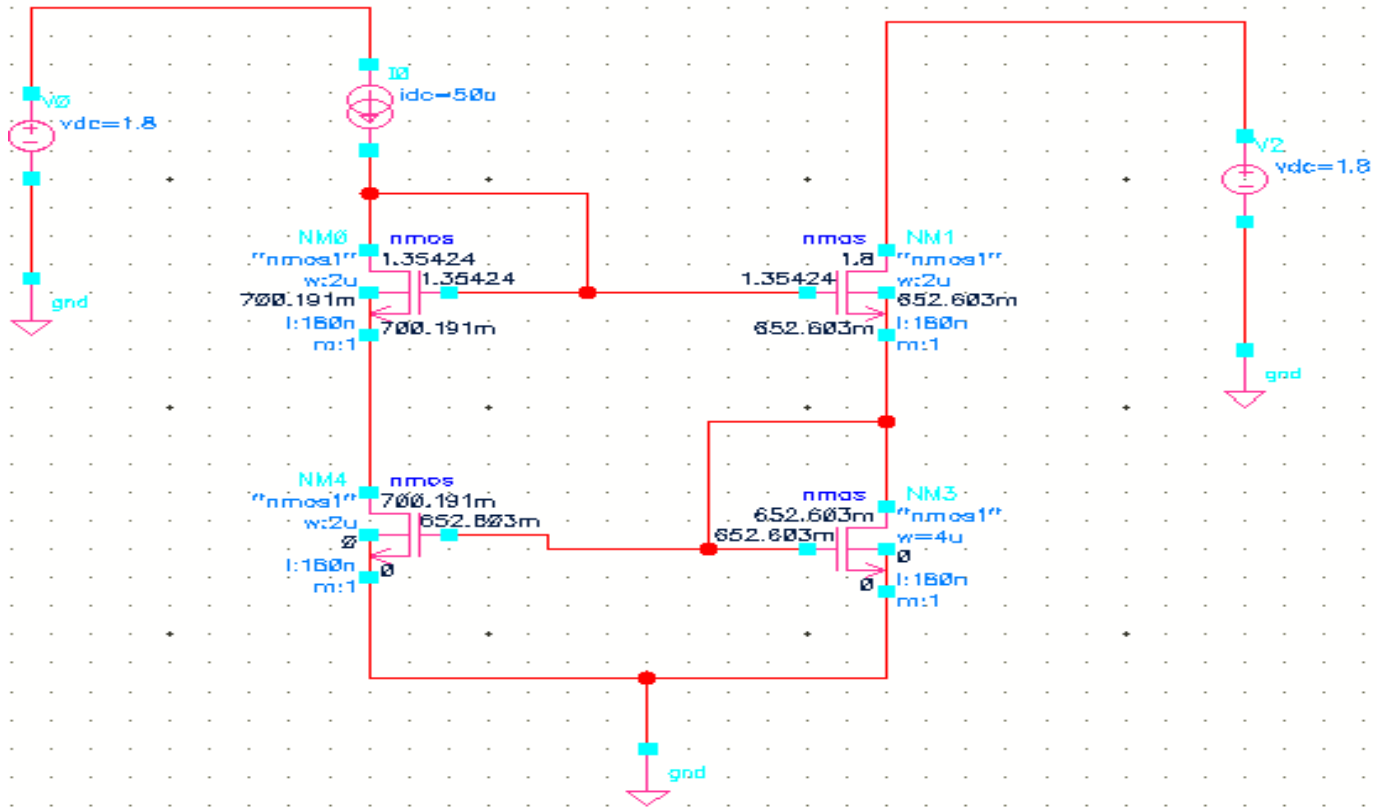 I0
idc=50u
V0
vdc=1.8
V2
vdc=1.8
gnd
gnd
NM0
nmos
"nmos1"
1.35424
w:2u
1.35424
700.191m
l:180n
700.191m
m:1
nmos
NM1
1.8
"nmos1"
1.35424
w:2u
652.603m
652.603m
l:180n
m:1
NM4
nmos
"nmos1"
700.191m
w:2u
652.603m
0
l:180n
0
m:1
nmos
NM3
652.603m
"nmos1"
652.603m
w=4u
0
0
l:180n
m:1
gnd